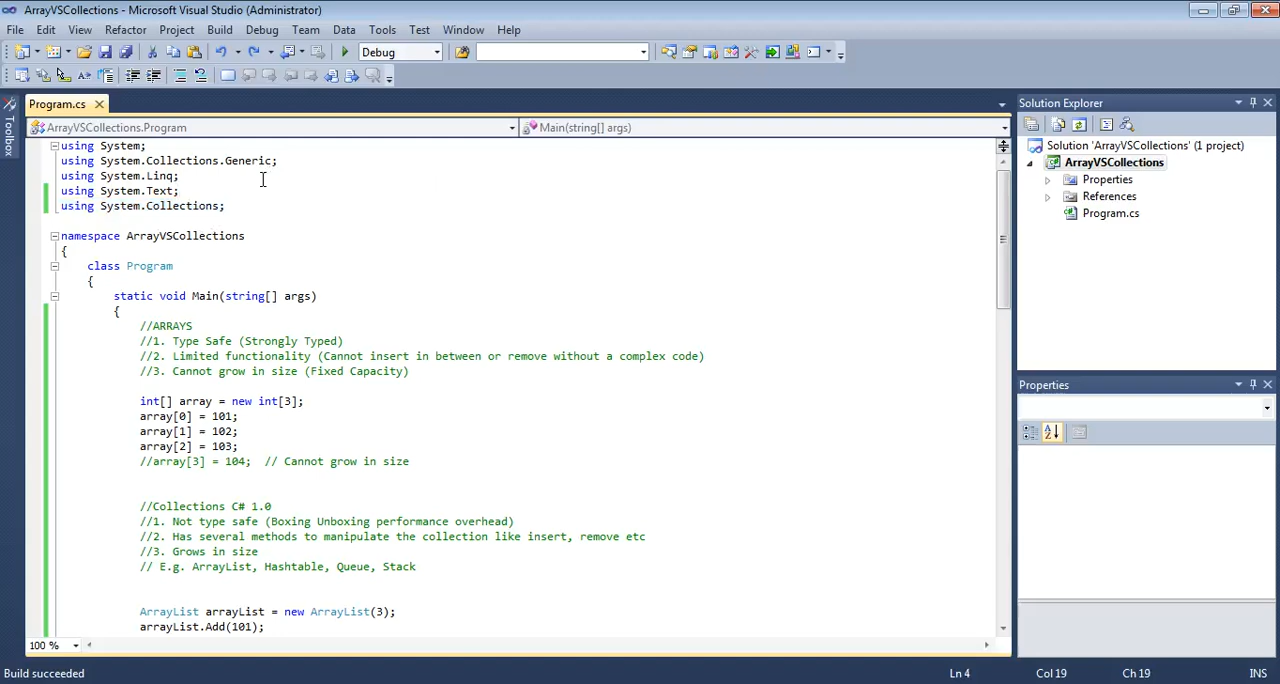 ArrayVSCollections - Microsoft Visual Studio (Administrator)
File Edit View Refactor Project Build Debug Team Data Tools Test Window Help
Debug
Toolbox
Program.cs
ArrayVSCollections.Program
Main(string[] args)
using System;
using System.Collections.Generic;
using System.Linq;
using System.Text;
using System.Collections;
namespace ArrayVSCollections
{
class Program
{
static void Main(string[] args)
{
//ARRAYS
//1. Type Safe (Strongly Typed)
//2. Limited functionality (Cannot insert in between or remove without a complex code)
//3. Cannot grow in size (Fixed Capacity)
int[] array = new int[3];
array[0] = 101;
array[1] = 102;
array[2] = 103;
//array[3] = 104;  // Cannot grow in size
//Collections C# 1.0
//1. Not type safe (Boxing Unboxing performance overhead)
//2. Has several methods to manipulate the collection like insert, remove etc
//3. Grows in size
// E.g. ArrayList, Hashtable, Queue, Stack
ArrayList arrayList = new ArrayList(3);
arrayList.Add(101);
100 %
Solution Explorer
Solution 'ArrayVSCollections' (1 project)
ArrayVSCollections
Properties
References
Program.cs
Properties
Build succeeded
Ln 4
Col 19
Ch 19
INS